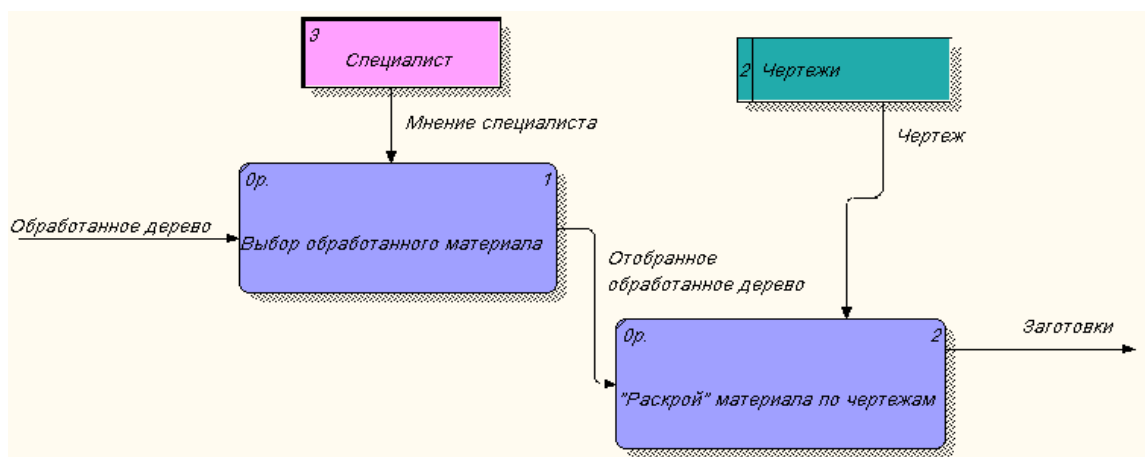 3
Специалист
2 Чертежи
Мнение специалиста
Чертеж
0р. 1
Обработанное дерево
Выбор обработанного материала
Отобранное
обработанное дерево
0р. 2
Заготовки
"Раскрой" материала по чертежам